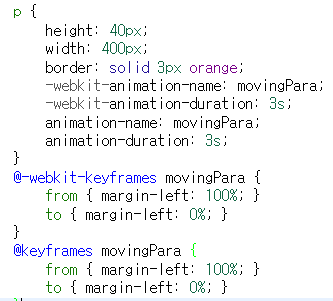 p {
height: 40px;
width: 400px;
border: solid 3px orange;
-webkit-animation-name: movingPara;
-webkit-animation-duration: 3s;
animation-name: movingPara;
animation-duration: 3s;
}
@-webkit-keyframes movingPara {
from { margin-left: 100%; }
to { margin-left: 0%; }
}
@keyframes movingPara {
from { margin-left: 100%; }
to { margin-left: 0%; }
}